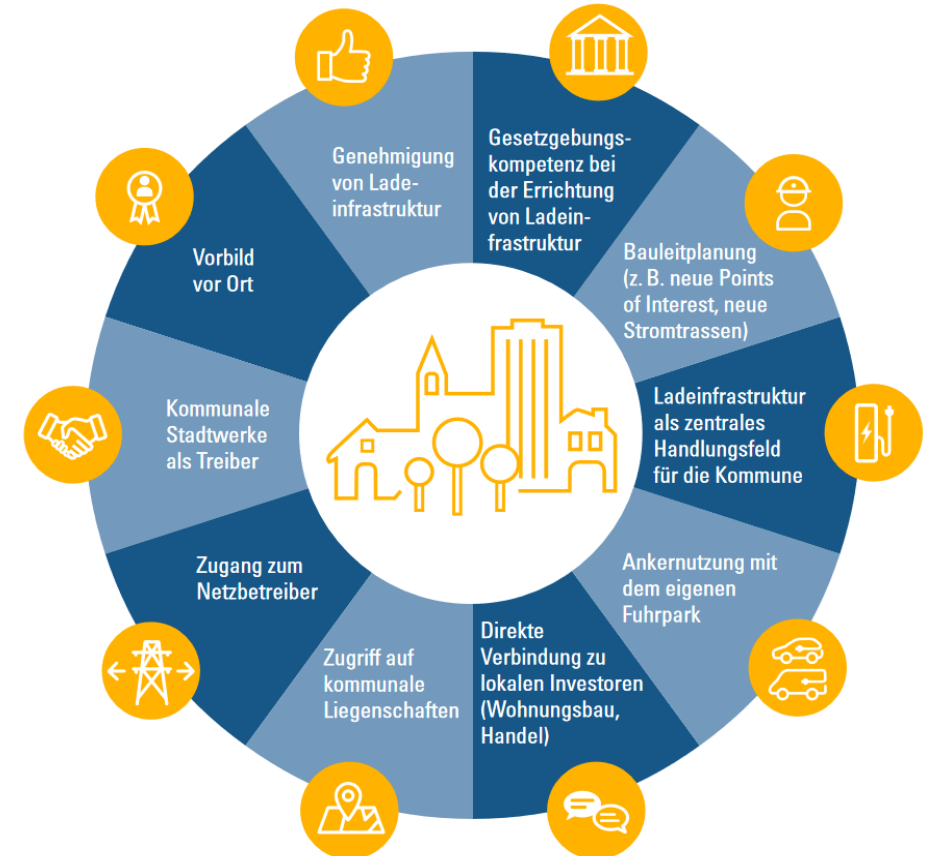 Gesetzgebungs-
kompetenz bei
der Errichtung
von Ladein-
frastruktur
Bauleitplanung
(z. B. neue Points
of Interest, neue
Stromtrassen)
Ladeinfrastruktur
als zentrales
Handlungsfeld
für die Kommune
Ankernutzung mit
dem eigenen
Fuhrpark
Direkte
Verbindung zu
lokalen Investoren
(Wohnungsbau,
Handel)
Zugriff auf
kommunale
Liegenschaften
Zugang zum
Netzbetreiber
Kommunale
Stadtwerke
als Treiber
Vorbild
vor Ort
Genehmigung
von Lade-
infrastruktur